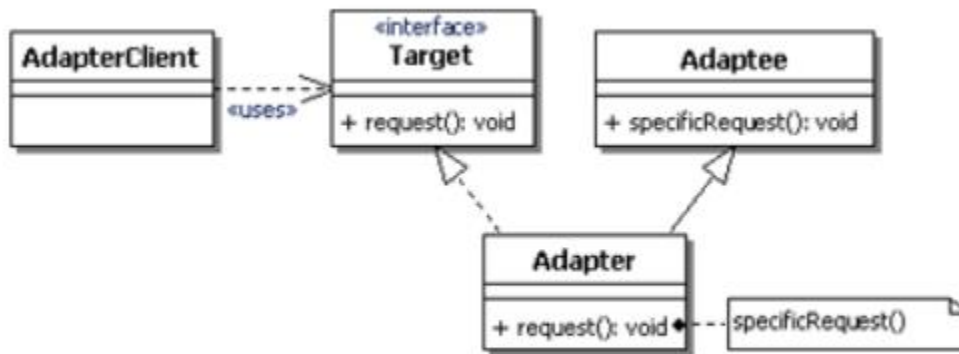 AdapterClient
«uses»
«interface»
Target
+ request(): void
Adaptee
+ specificRequest(): void
Adapter
+ request(): void
specificRequest()